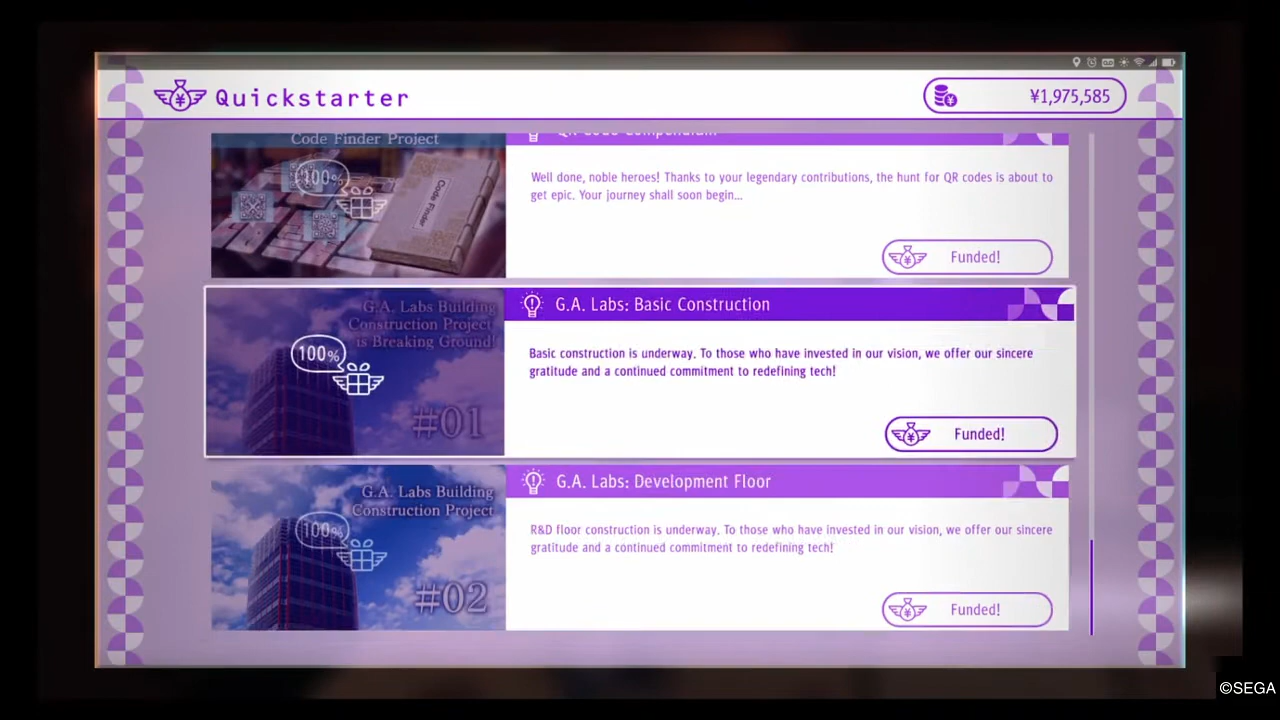 Quickstarter
¥1,975,585
Code Finder Project
QR Code Compendium
100%
Code Finder
Well done, noble heroes! Thanks to your legendary contributions, the hunt for QR codes is about to
get epic. Your journey shall soon begin...
Funded!
G.A. Labs Building
Construction Project
is Breaking Ground!
100%
#01
G.A. Labs: Basic Construction
Basic construction is underway. To those who have invested in our vision, we offer our sincere
gratitude and a continued commitment to redefining tech!
Funded!
G.A. Labs Building
Construction Project
100%
#02
G.A. Labs: Development Floor
R&D floor construction is underway. To those who have invested in our vision, we offer our sincere
gratitude and a continued commitment to redefining tech!
Funded!
©SEGA